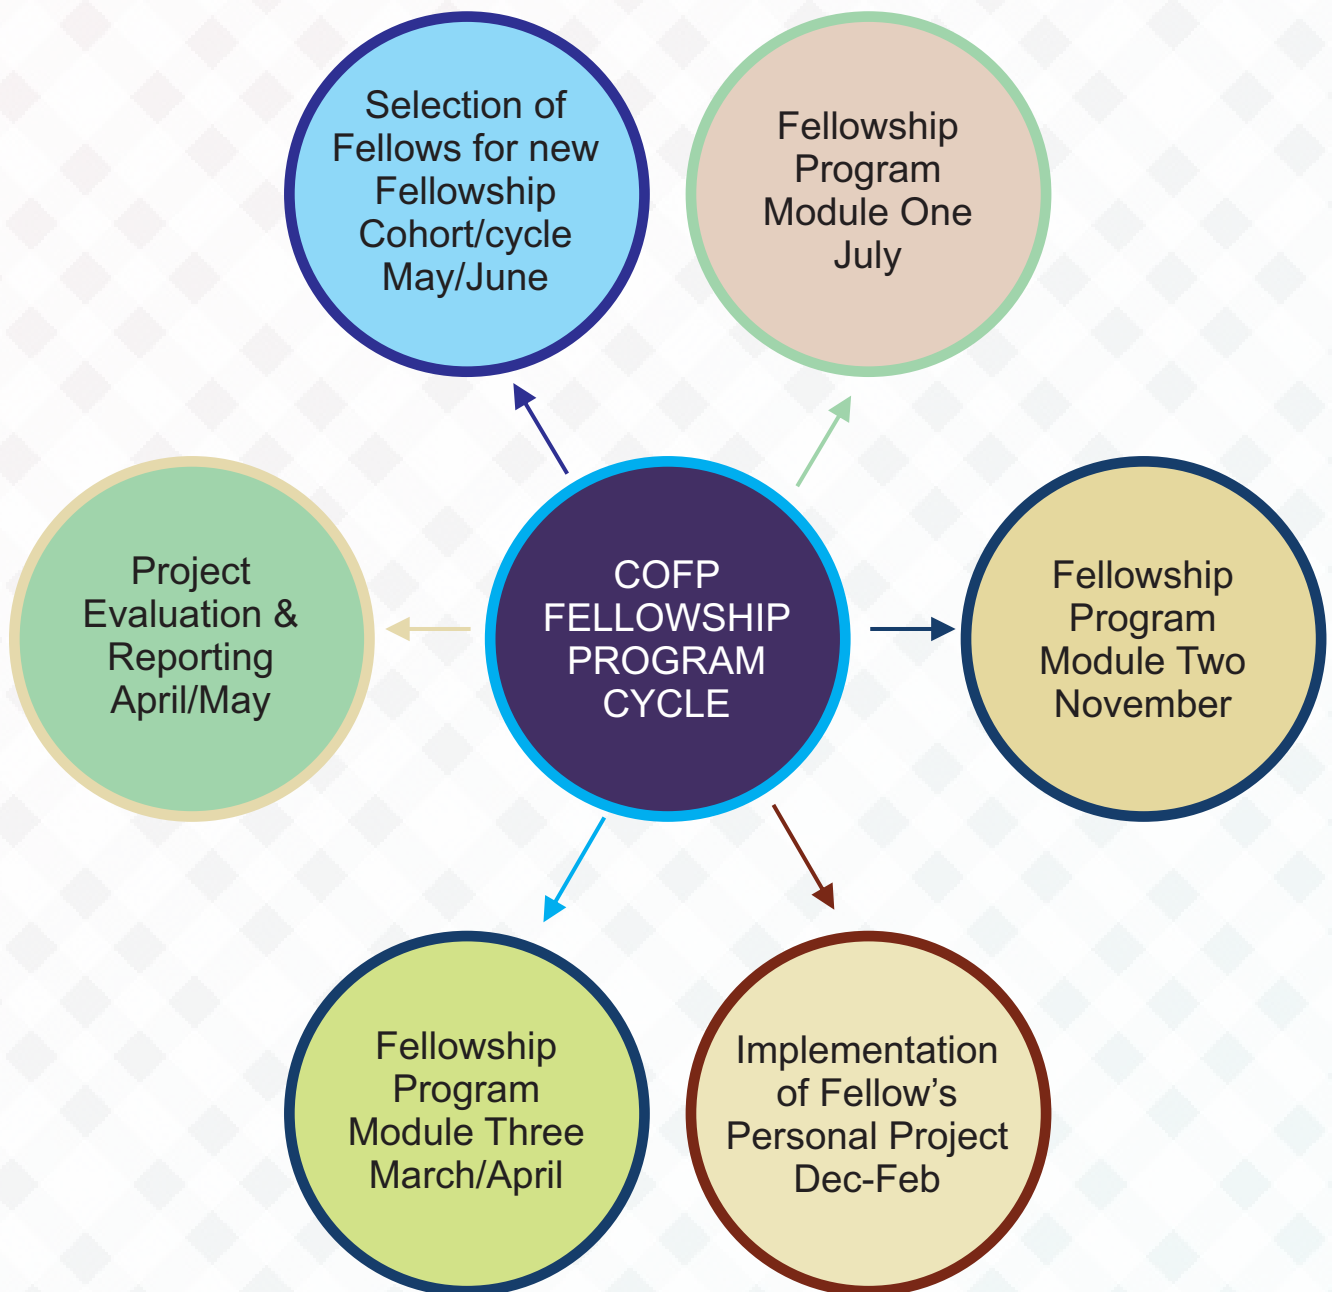 Selection of
Fellows for new
Fellowship
Cohort/cycle
May/June
Fellowship
Program
Module One
July
Project
Evaluation &
Reporting
April/May
COFP
FELLOWSHIP
PROGRAM
CYCLE
Fellowship
Program
Module Two
November
Fellowship
Program
Module Three
March/April
Implementation
of Fellow’s
Personal Project
Dec-Feb